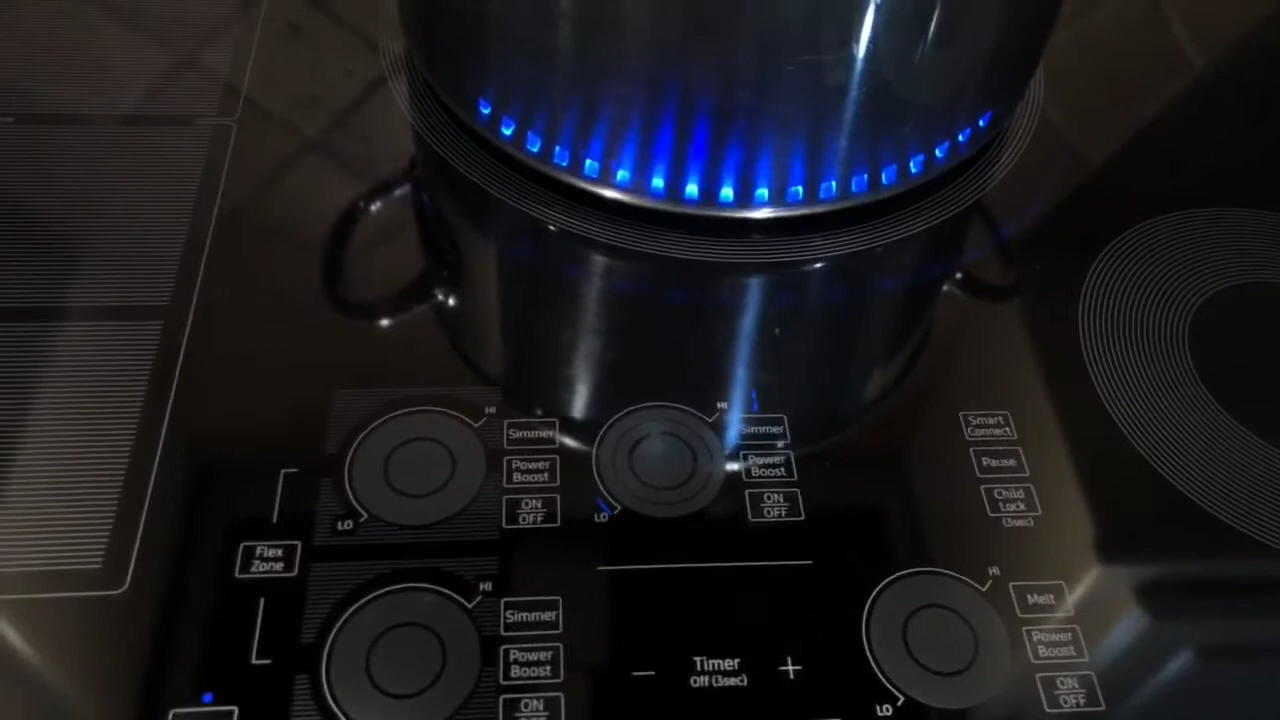 HI
Simmer
Power
Boost
ON
OFF
LO
HI
Simmer
Power
Boost
ON
OFF
LO
Smart
Connect
Pause
Child
Lock
(3sec)
Flex
Zone
HI
Simmer
Power
Boost
ON
Timer
Off (3sec)
HI
Melt
Power
Boost
ON
OFF
LO